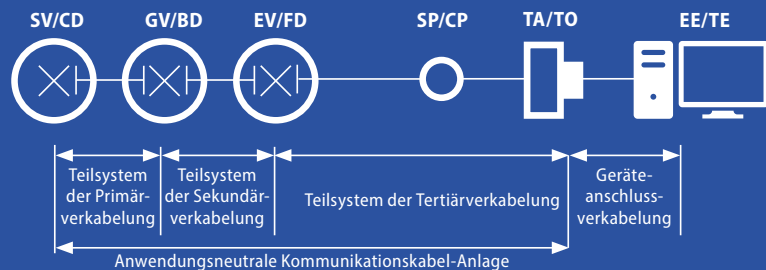 SV/CD GV/BD EV/FD SP/CP TA/TO EE/TE
Teilsystem
der Primär-
verkabelung
Teilsystem
der Sekundär-
verkabelung
Teilsystem der Tertiärverkabelung
Geräte-
anschluss-
verkabelung
Anwendungsneutrale Kommunikationskabel-Anlage